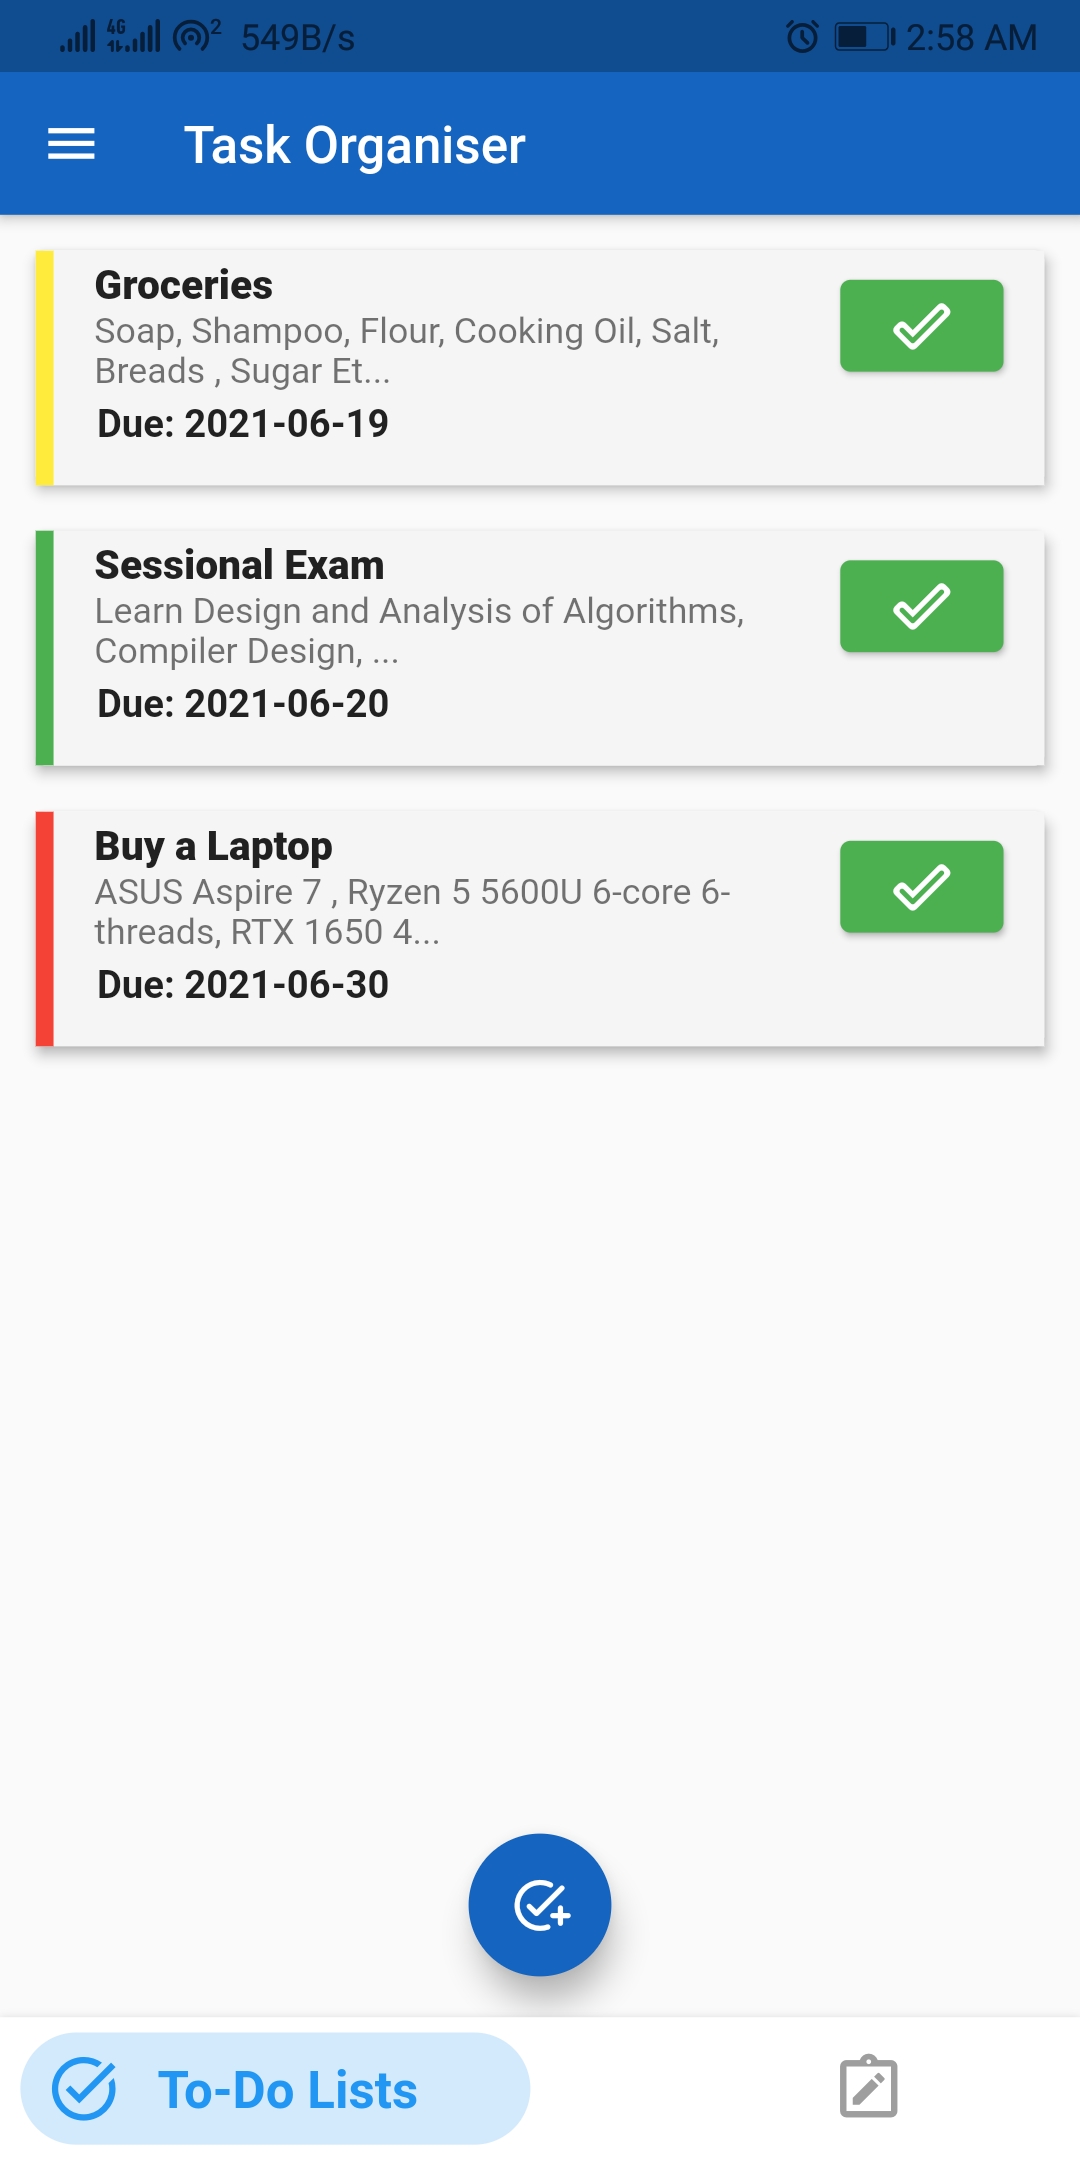 4G 2 549B/s 2:58 AM
Task Organiser
Groceries
Soap, Shampoo, Flour, Cooking Oil, Salt,
Breads , Sugar Et...
Due: 2021-06-19
Sessional Exam
Learn Design and Analysis of Algorithms,
Compiler Design, ...
Due: 2021-06-20
Buy a Laptop
ASUS Aspire 7 , Ryzen 5 5600U 6-core 6-
threads, RTX 1650 4...
Due: 2021-06-30
To-Do Lists